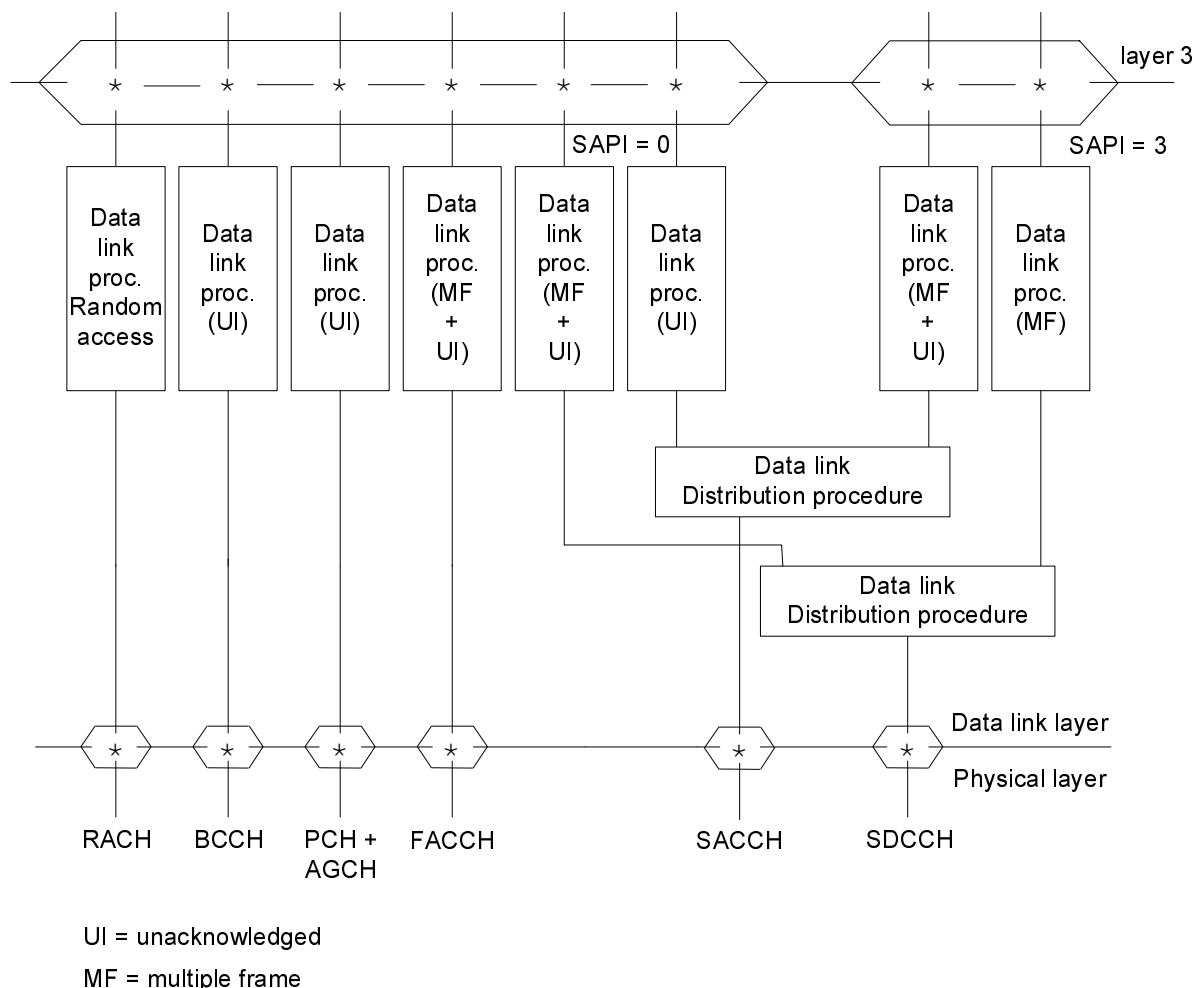 layer 3
* * * * * * * *
SAPI = 0
SAPI = 3
Data
link
proc.
Random
access
Data
link
proc.
(UI)
Data
link
proc.
(UI)
Data
link
proc.
(MF
+
UI)
Data
link
proc.
(MF
+
UI)
Data
link
proc.
(UI)
Data
link
proc.
(MF
+
UI)
Data
link
proc.
(MF)
Data link
Distribution procedure
Data link
Distribution procedure
Data link layer
* * * * * *
Physical layer
RACH
BCCH
PCH +
AGCH
FACCH
SACCH
SDCCH
UI = unacknowledged
MF = multiple frame